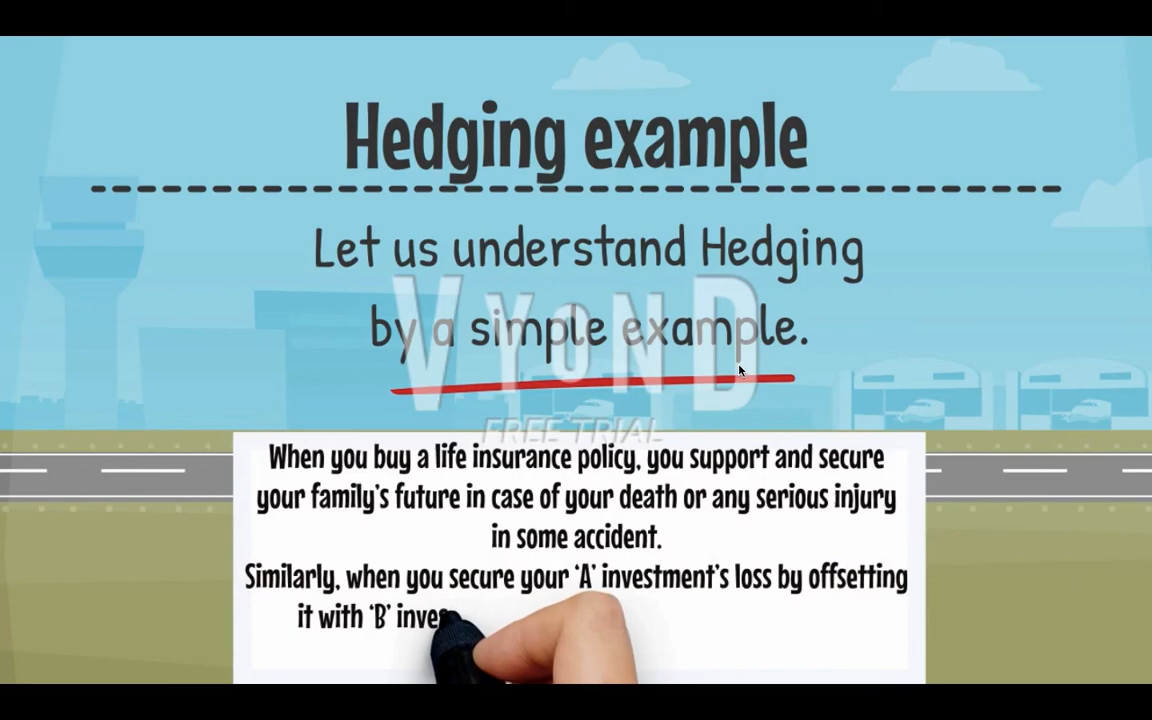 Hedging example
Let us understand Hedging
by a simple example.
VYOND
FREE TRIAL
When you buy a life insurance policy, you support and secure
your family's future in case of your death or any serious injury
in some accident.
Similarly, when you secure your 'A' investment's loss by offsetting
it with 'B'